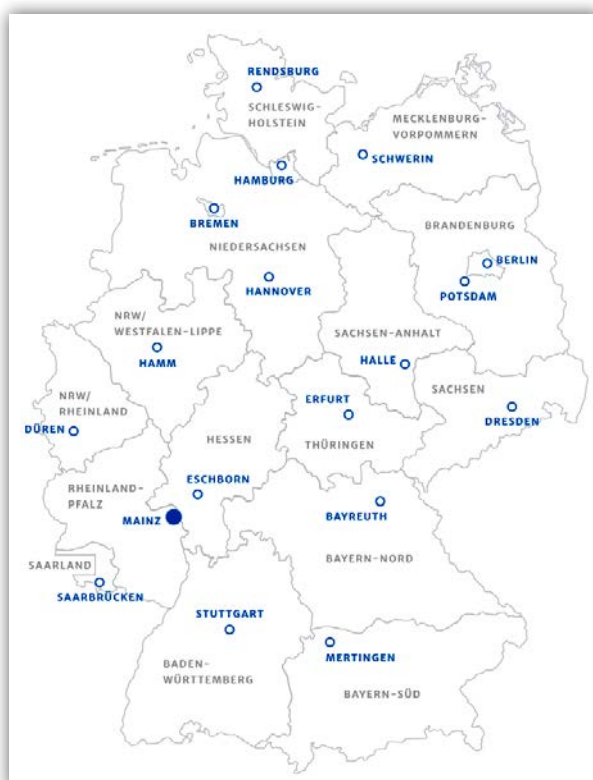 RENDSBURG
SCHLESWIG-
HOLSTEIN
MECKLENBURG-
VORPOMMERN
SCHWERIN
HAMBURG
BREMEN
NIEDERSACHSEN
HANNOVER
BRANDENBURG
BERLIN
POTSDAM
NRW/
WESTFALEN-LIPPE
HAMM
SACHSEN-ANHALT
HALLE
SACHSEN
DRESDEN
NRW/
RHEINLAND
DÜREN
HESSEN
ERFURT
THÜRINGEN
ESCHBORN
RHEINLAND-
PFALZ
MAINZ
BAYREUTH
BAYERN-NORD
SAARLAND
SAARBRÜCKEN
STUTTGART
BADEN-
WÜRTTEMBERG
MERTINGEN
BAYERN-SÜD